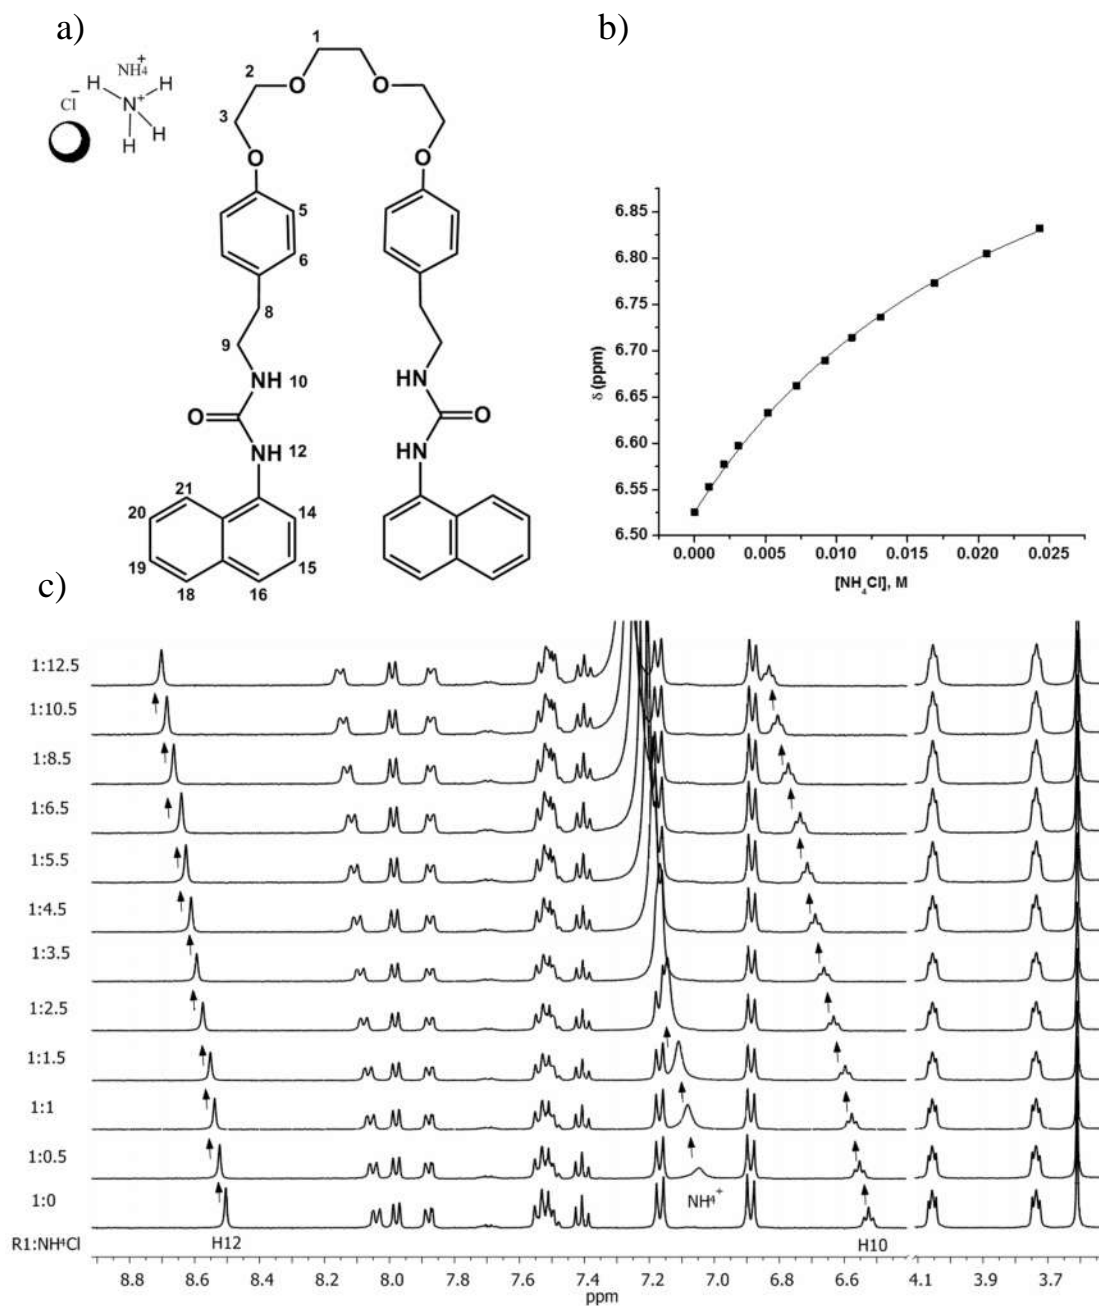 a)
b)
NH4+
Cl−
H
H
N+
H
H
1
2
3
O
O
O
O
5
6
8
9
NH 10
HN
O
O
NH 12
HN
21
20
14
19
15
18
16
δ (ppm)
6.85
6.80
6.75
6.70
6.65
6.60
6.55
6.50
0.000 0.005 0.010 0.015 0.020 0.025
[NH4Cl], M
c)
1:12.5
1:10.5
1:8.5
1:6.5
1:5.5
1:4.5
1:3.5
1:2.5
1:1.5
1:1
1:0.5
1:0
NH4+
R1:NH4Cl
H12
H10
8.8 8.6 8.4 8.2 8.0 7.8 7.6 7.4 7.2 7.0 6.8 6.6 4.1 3.9 3.7
ppm